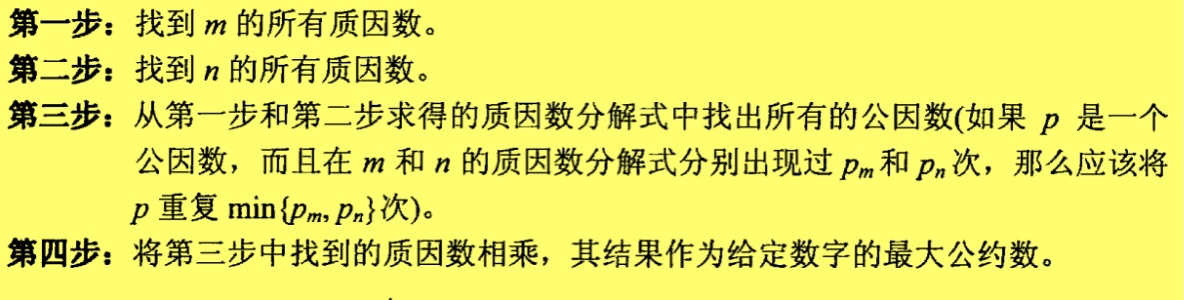 第一步：找到 m 的所有质因数。
第二步：找到 n 的所有质因数。
第三步：从第一步和第二步求得的质因数分解式中找出所有的公因数(如果 p 是一个
公因数，而且在 m 和 n 的质因数分解式分别出现过 pm 和 pn 次，那么应该将
p 重复 min{pm, pn}次)。
第四步：将第三步中找到的质因数相乘，其结果作为给定数字的最大公约数。